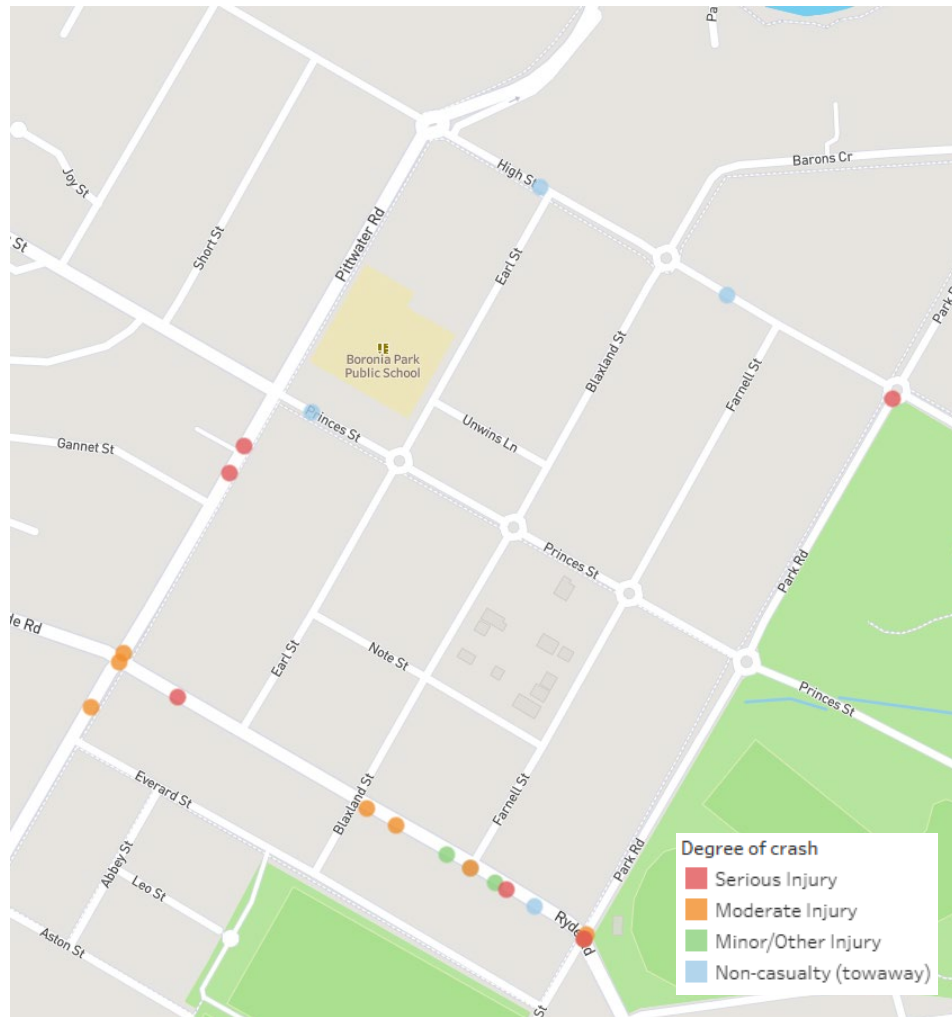 Pa
High St
Barons Cr
Joy St
Short St
Pittwater Rd
Earl St
Park R
St
Boronia Park
Public School
Blaxland St
Farnell St
Princes St
Unwins Ln
Gannet St
Princes St
Park Rd
de Rd
Earl St
Note St
Princes St
Everard St
Blaxland St
Farnell St
Park Rd
Abbey St
Leo St
Ryde Rd
Aston St
St
Degree of crash
Serious Injury
Moderate Injury
Minor/Other Injury
Non-casualty (towaway)